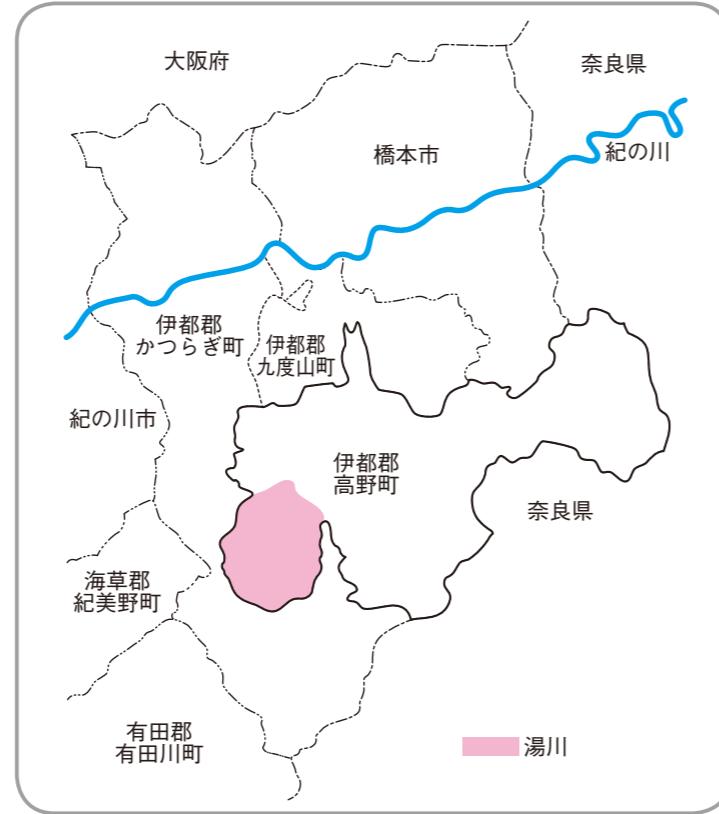 大阪府
奈良県
橋本市
紀の川
伊都郡
かつらぎ町
伊都郡
九度山町
紀の川市
伊都郡
高野町
奈良県
海草郡
紀美野町
有田郡
有田川町
湯川